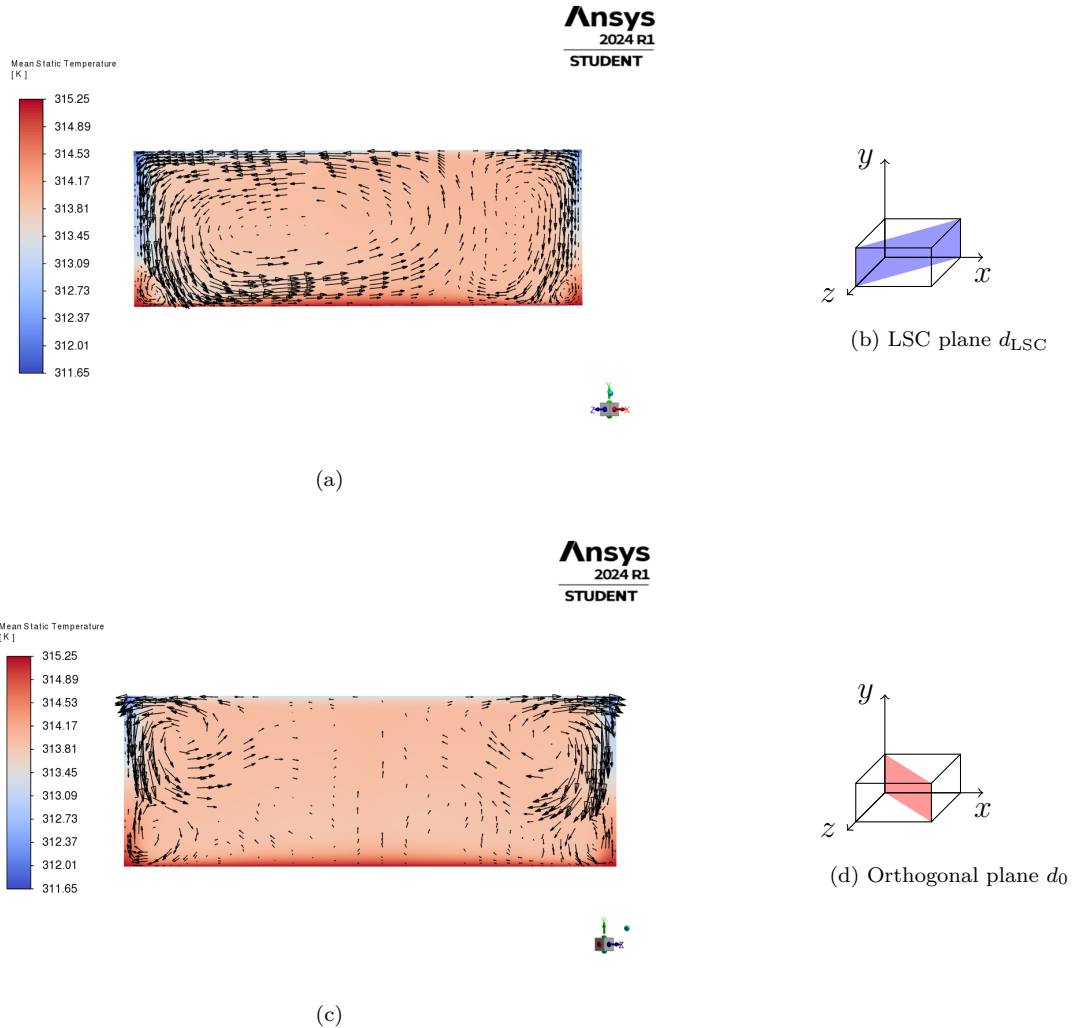 Ansys
2024 R1
STUDENT
Mean Static Temperature
[ K ]
315.25
314.89
314.53
314.17
313.81
313.45
313.09
312.73
312.37
312.01
311.65
Y
Z
X
(a)
y
x
z
(b) LSC plane d_LSC
Ansys
2024 R1
STUDENT
Mean Static Temperature
[ K ]
315.25
314.89
314.53
314.17
313.81
313.45
313.09
312.73
312.37
312.01
311.65
Y
(c)
y
x
z
(d) Orthogonal plane d_0